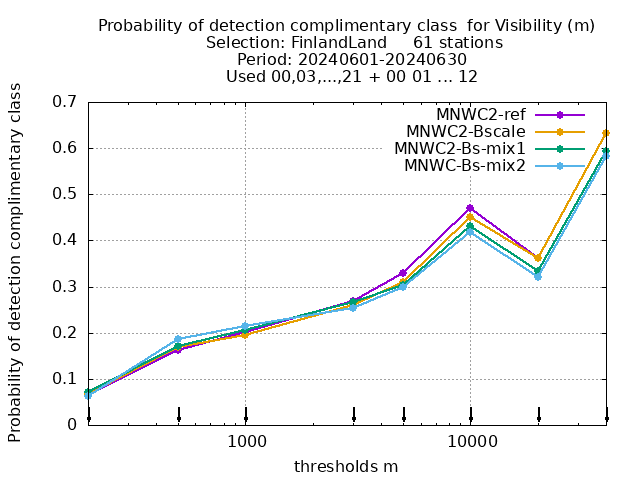 Probability of detection complimentary class  for Visibility (m)
Selection: FinlandLand     61 stations
Period: 20240601-20240630
Used 00,03,...,21 + 00 01 ... 12
Probability of detection complimentary class
0.7
0.6
0.5
0.4
0.3
0.2
0.1
0
MNWC2-ref
MNWC2-Bscale
MNWC2-Bs-mix1
MNWC-Bs-mix2
1000
10000
thresholds m